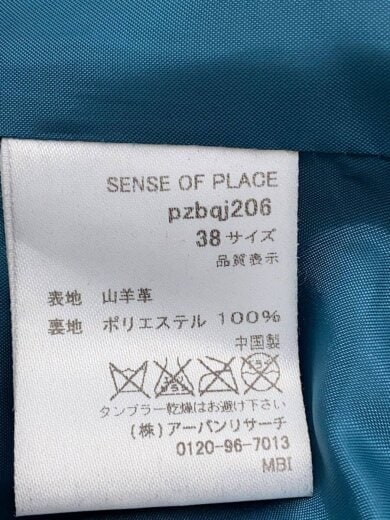 SENSE OF PLACE
pzbqj206
38 サイズ
品質表示
表地 山羊革
裏地 ポリエステル 100%
中国製
タンブラー乾燥はお避け下さい
(株) アーバンリサーチ
0120-96-7013
MBI